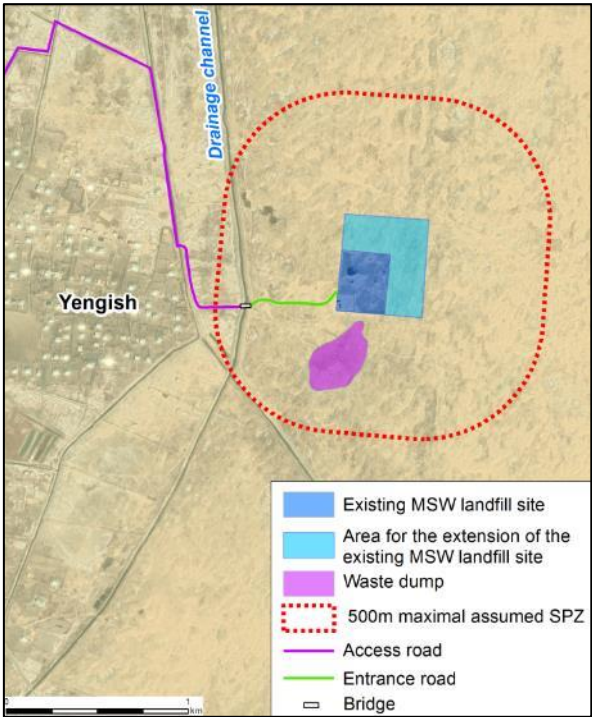 Drainage channel
Yengish
Existing MSW landfill site
Area for the extension of the
existing MSW landfill site
Waste dump
500m maximal assumed SPZ
Access road
Entrance road
Bridge
0 1
km